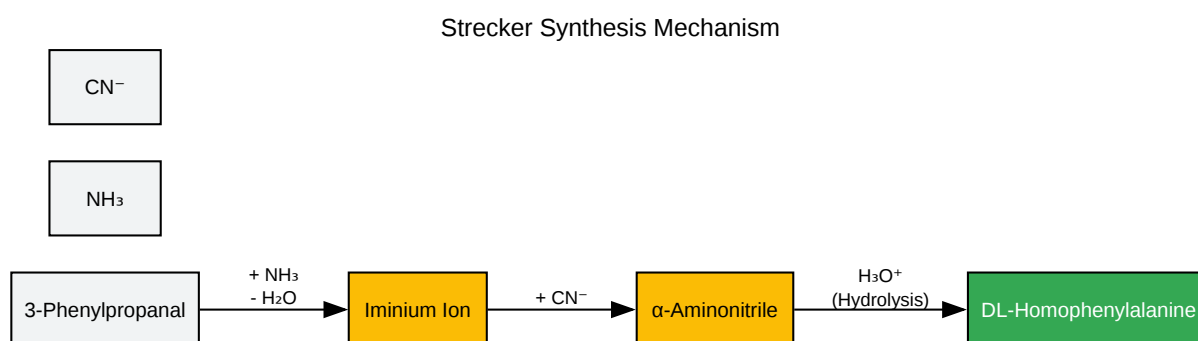 Strecker Synthesis Mechanism
CN⁻
NH₃
3-Phenylpropanal
+ NH₃
- H₂O
Iminium Ion
+ CN⁻
α-Aminonitrile
H₃O⁺
(Hydrolysis)
DL-Homophenylalanine